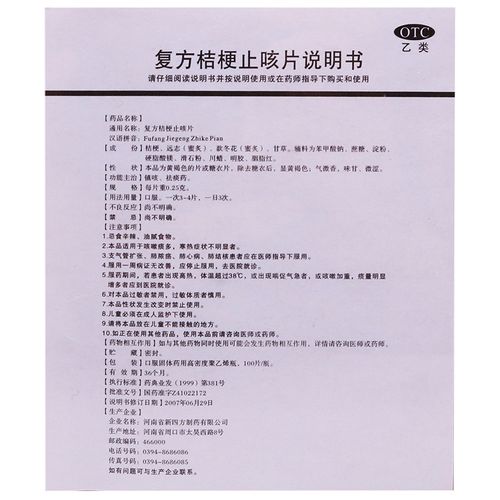 OTC
乙类
复方桔梗止咳片说明书
请仔细阅读说明书并按说明使用或在药师指导下购买和使用
【药品名称】
通用名称：复方桔梗止咳片
汉语拼音：Fufang Jiegeng Zhike Pian
【成　份】桔梗、远志（蜜炙）、款冬花（蜜炙）、甘草。辅料为苯甲酸钠、蔗糖、淀粉、
硬脂酸镁、滑石粉、川蜡、明胶、胭脂红。
【性　状】本品为黄褐色的片或糖衣片，除去糖衣后，显黄褐色；气微香，味甘、微涩。
【功能主治】镇咳、祛痰药。
【规　格】每片重0.25克。
【用法用量】口服。一次3~4片，一日3次。
【不良反应】尚不明确。
【禁　忌】尚不明确。
【注意事项】
1.忌食辛辣、油腻食物。
2.本品适用于咳嗽痰多，寒热症状不明显者。
3.支气管扩张、肺脓疡、肺心病、肺结核患者应在医师指导下服用。
4.服用一周病证无改善，应停止服用，去医院就诊。
5.服药期间，若患者出现高热，体温超过38℃，或出现喘促气急者，或咳嗽加重，痰量明显
增多者应到医院就诊。
6.对本品过敏者禁用，过敏体质者慎用。
7.本品性状发生改变时禁止使用。
8.儿童必须在成人监护下使用。
9.请将本品放在儿童不能接触的地方。
10.如正在使用其他药品，使用本品前请咨询医师或药师。
【药物相互作用】如与其他药物同时使用可能会发生药物相互作用，详情请咨询医师或药师。
【贮　藏】密封。
【包　装】口服固体药用高密度聚乙烯瓶，100片/瓶。
【有 效 期】36个月。
【执行标准】药典业发（1999）第381号
【批准文号】国药准字Z41022172
【说明书修订日期】2007年06月29日
【生产企业】
企业名称：河南省新四方制药有限公司
生产地址：河南省周口市太昊西路8号
邮政编码：466000
电话号码：0394-8686086
传真号码：0394-8686085
如有问题可与生产企业联系。